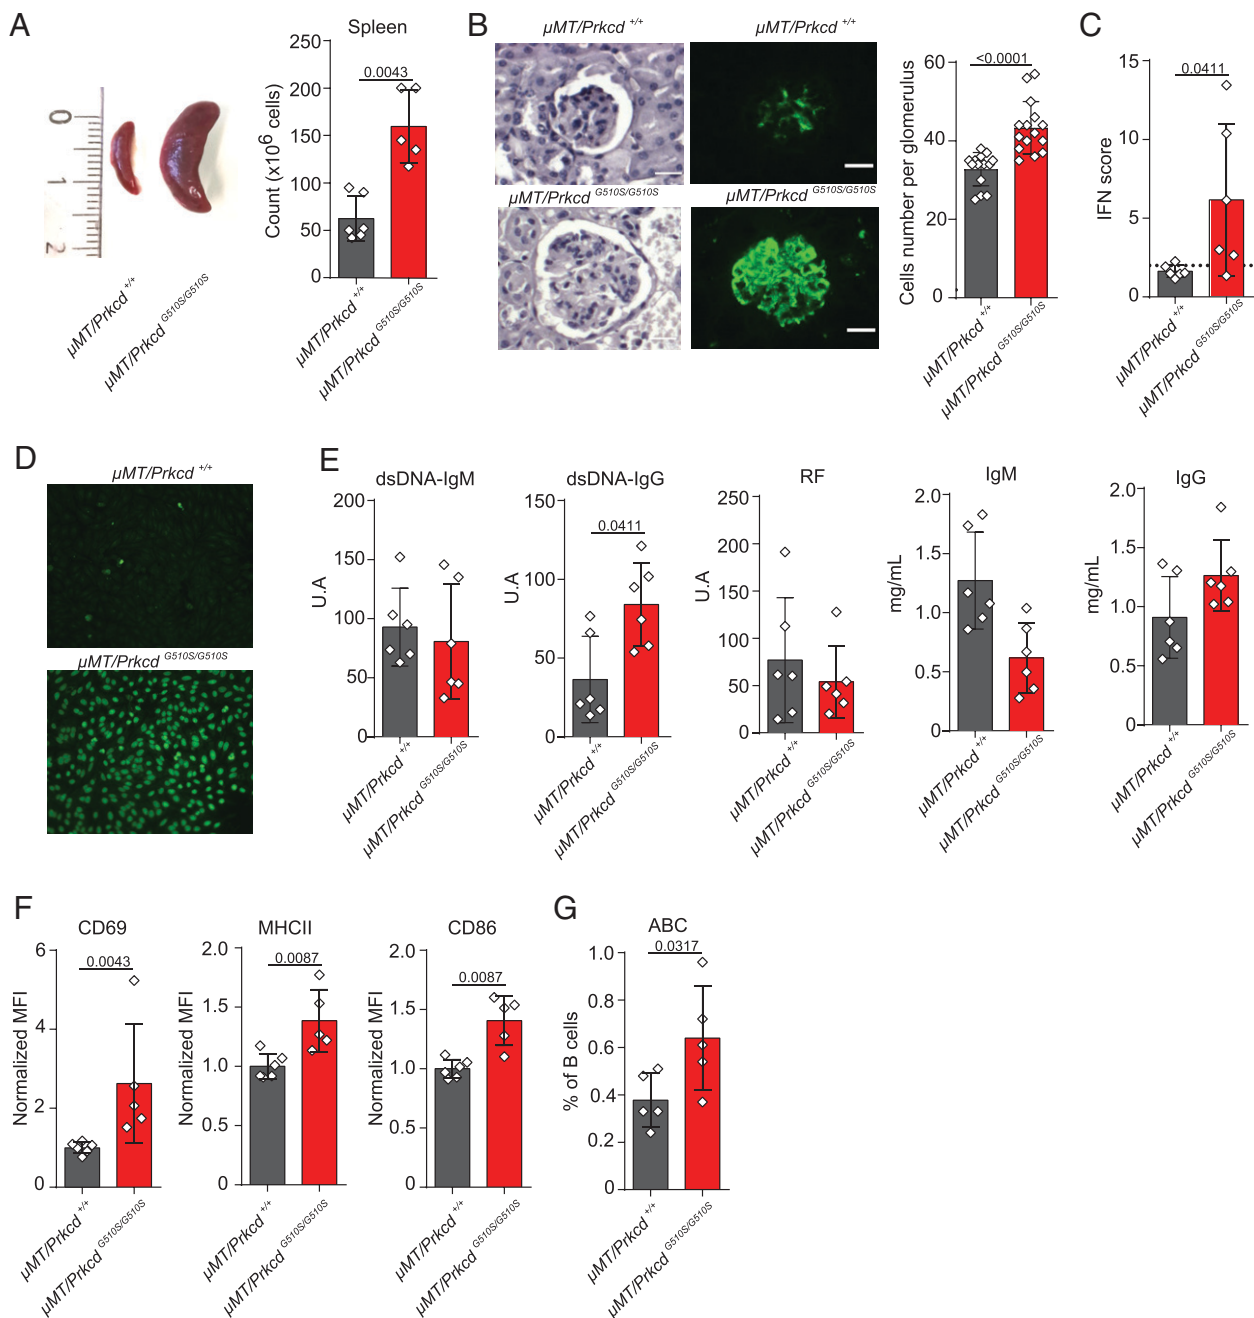 A
Spleen
250
200
150
100
50
0
Count (x10⁶ cells)
0.0043
0
1
2
µMT/Prkcd +/+
µMT/Prkcd G510S/G510S
µMT/Prkcd +/+
µMT/Prkcd G510S/G510S
B
µMT/Prkcd +/+
µMT/Prkcd +/+
µMT/Prkcd G510S/G510S
µMT/Prkcd G510S/G510S
<0.0001
60
40
20
0
Cells number per glomerulus
µMT/Prkcd +/+
µMT/Prkcd G510S/G510S
C
0.0411
15
10
5
0
IFN score
µMT/Prkcd +/+
µMT/Prkcd G510S/G510S
D
µMT/Prkcd +/+
µMT/Prkcd G510S/G510S
E
dsDNA-IgM
200
150
100
50
0
U.A
µMT/Prkcd +/+
µMT/Prkcd G510S/G510S
dsDNA-IgG
150
100
50
0
U.A
0.0411
µMT/Prkcd +/+
µMT/Prkcd G510S/G510S
RF
250
200
150
100
50
0
U.A
µMT/Prkcd +/+
µMT/Prkcd G510S/G510S
IgM
2.0
1.5
1.0
0.5
0
mg/mL
µMT/Prkcd +/+
µMT/Prkcd G510S/G510S
IgG
2.0
1.5
1.0
0.5
0
mg/mL
µMT/Prkcd +/+
µMT/Prkcd G510S/G510S
F
CD69
6
4
2
0
Normalized MFI
0.0043
µMT/Prkcd +/+
µMT/Prkcd G510S/G510S
MHCII
2.0
1.5
1.0
0.5
0
Normalized MFI
0.0087
µMT/Prkcd +/+
µMT/Prkcd G510S/G510S
CD86
2.0
1.5
1.0
0.5
0
Normalized MFI
0.0087
µMT/Prkcd +/+
µMT/Prkcd G510S/G510S
G
ABC
1.0
0.8
0.6
0.4
0.2
0
% of B cells
0.0317
µMT/Prkcd +/+
µMT/Prkcd G510S/G510S